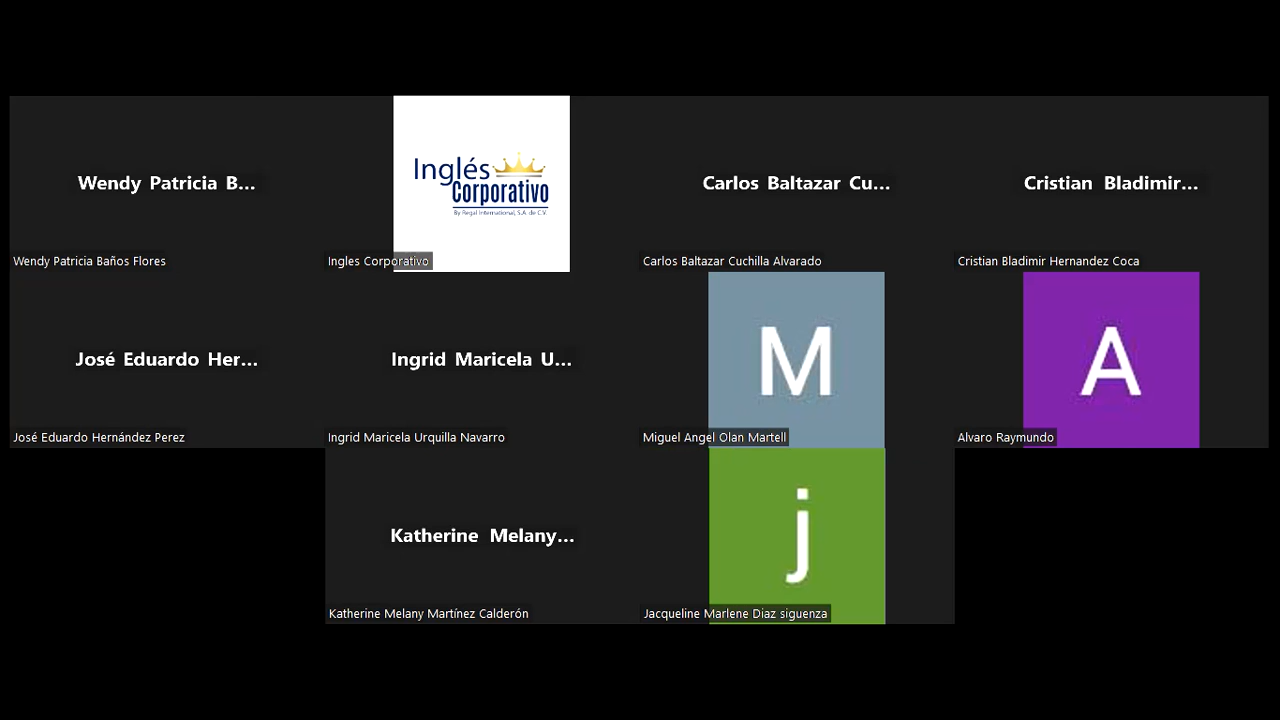 Wendy Patricia B...
Wendy Patricia Baños Flores
Inglés
Corporativo
By Regal International, S.A. de C.V.
Ingles Corporativo
Carlos Baltazar Cu...
Carlos Baltazar Cuchilla Alvarado
Cristian Bladimir...
Cristian Bladimir Hernandez Coca
José Eduardo Her...
José Eduardo Hernández Perez
Ingrid Maricela U...
Ingrid Maricela Urquilla Navarro
M
Miguel Angel Olan Martell
A
Alvaro Raymundo
Katherine Melany...
Katherine Melany Martínez Calderón
j
Jacqueline Marlene Diaz siguenza